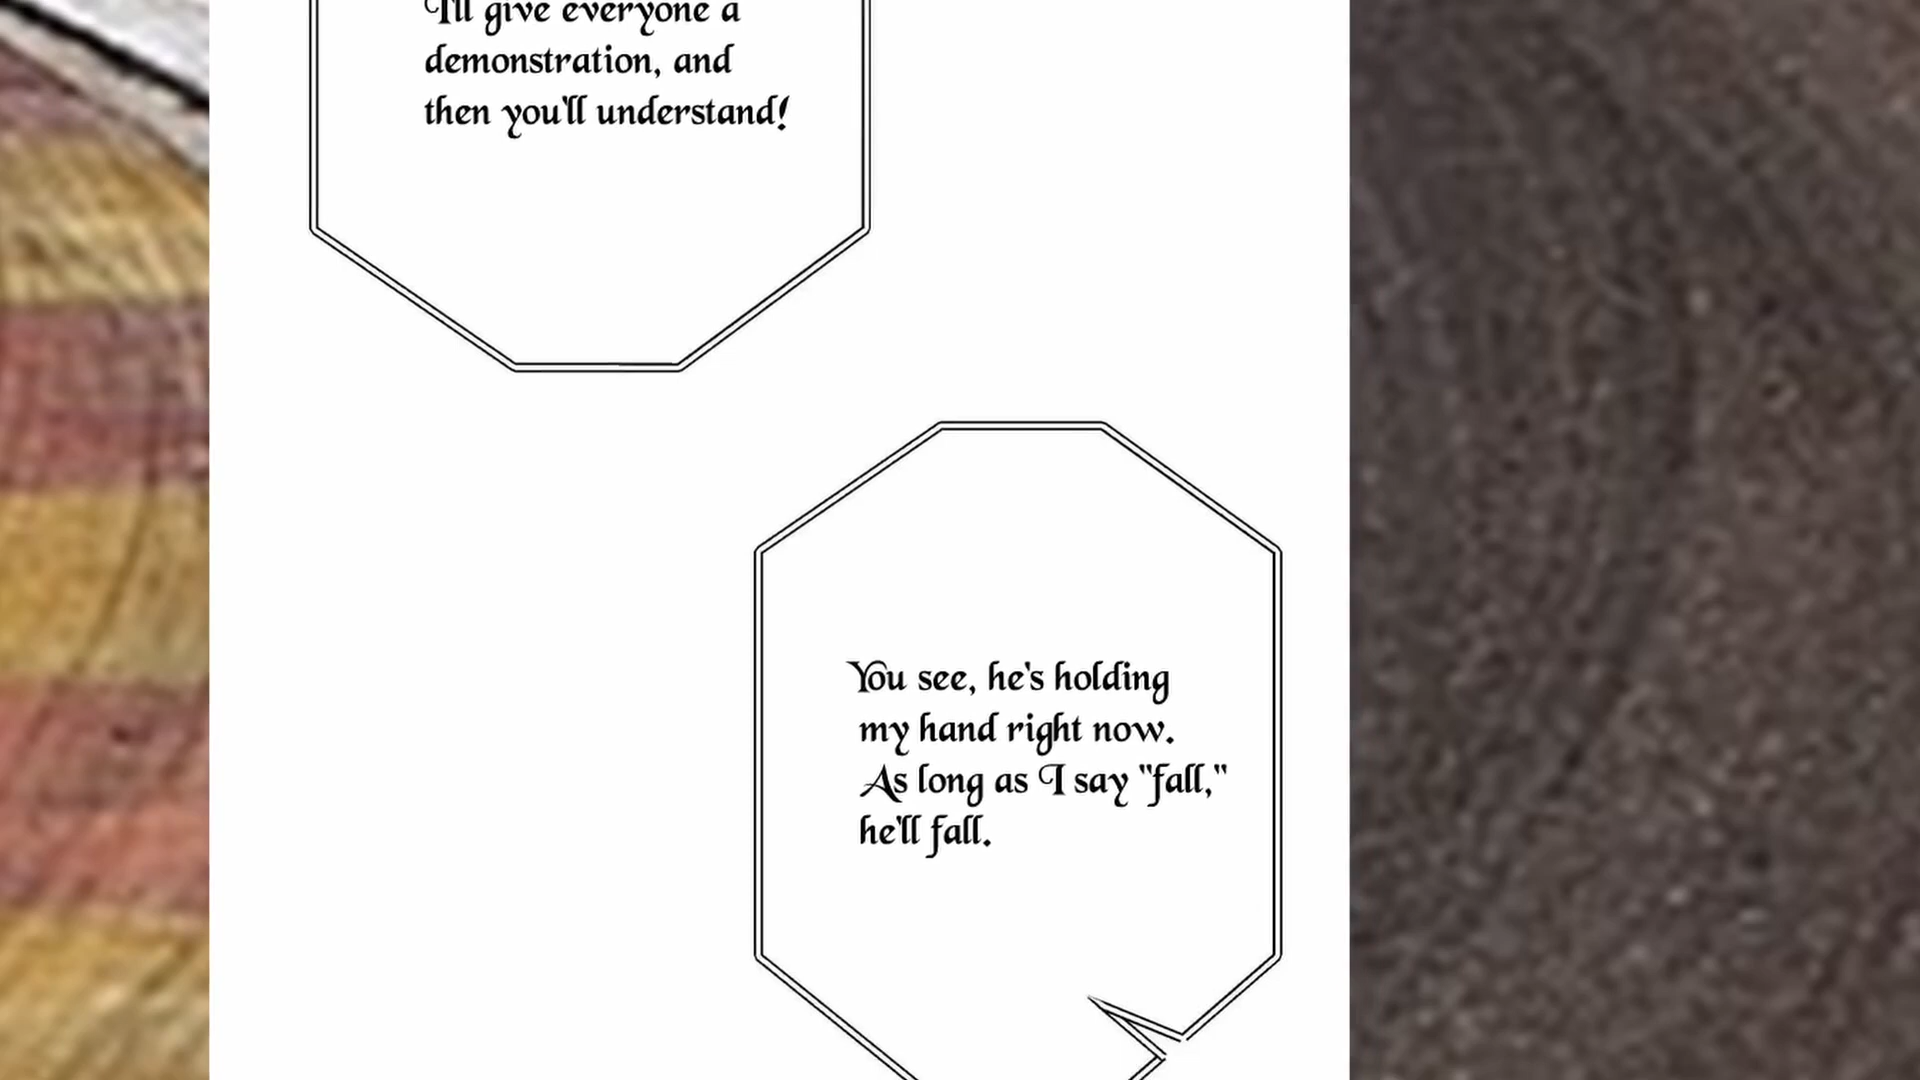 I'll give everyone a
demonstration, and
then you'll understand!
You see, he's holding
my hand right now.
As long as I say "fall,"
he'll fall.